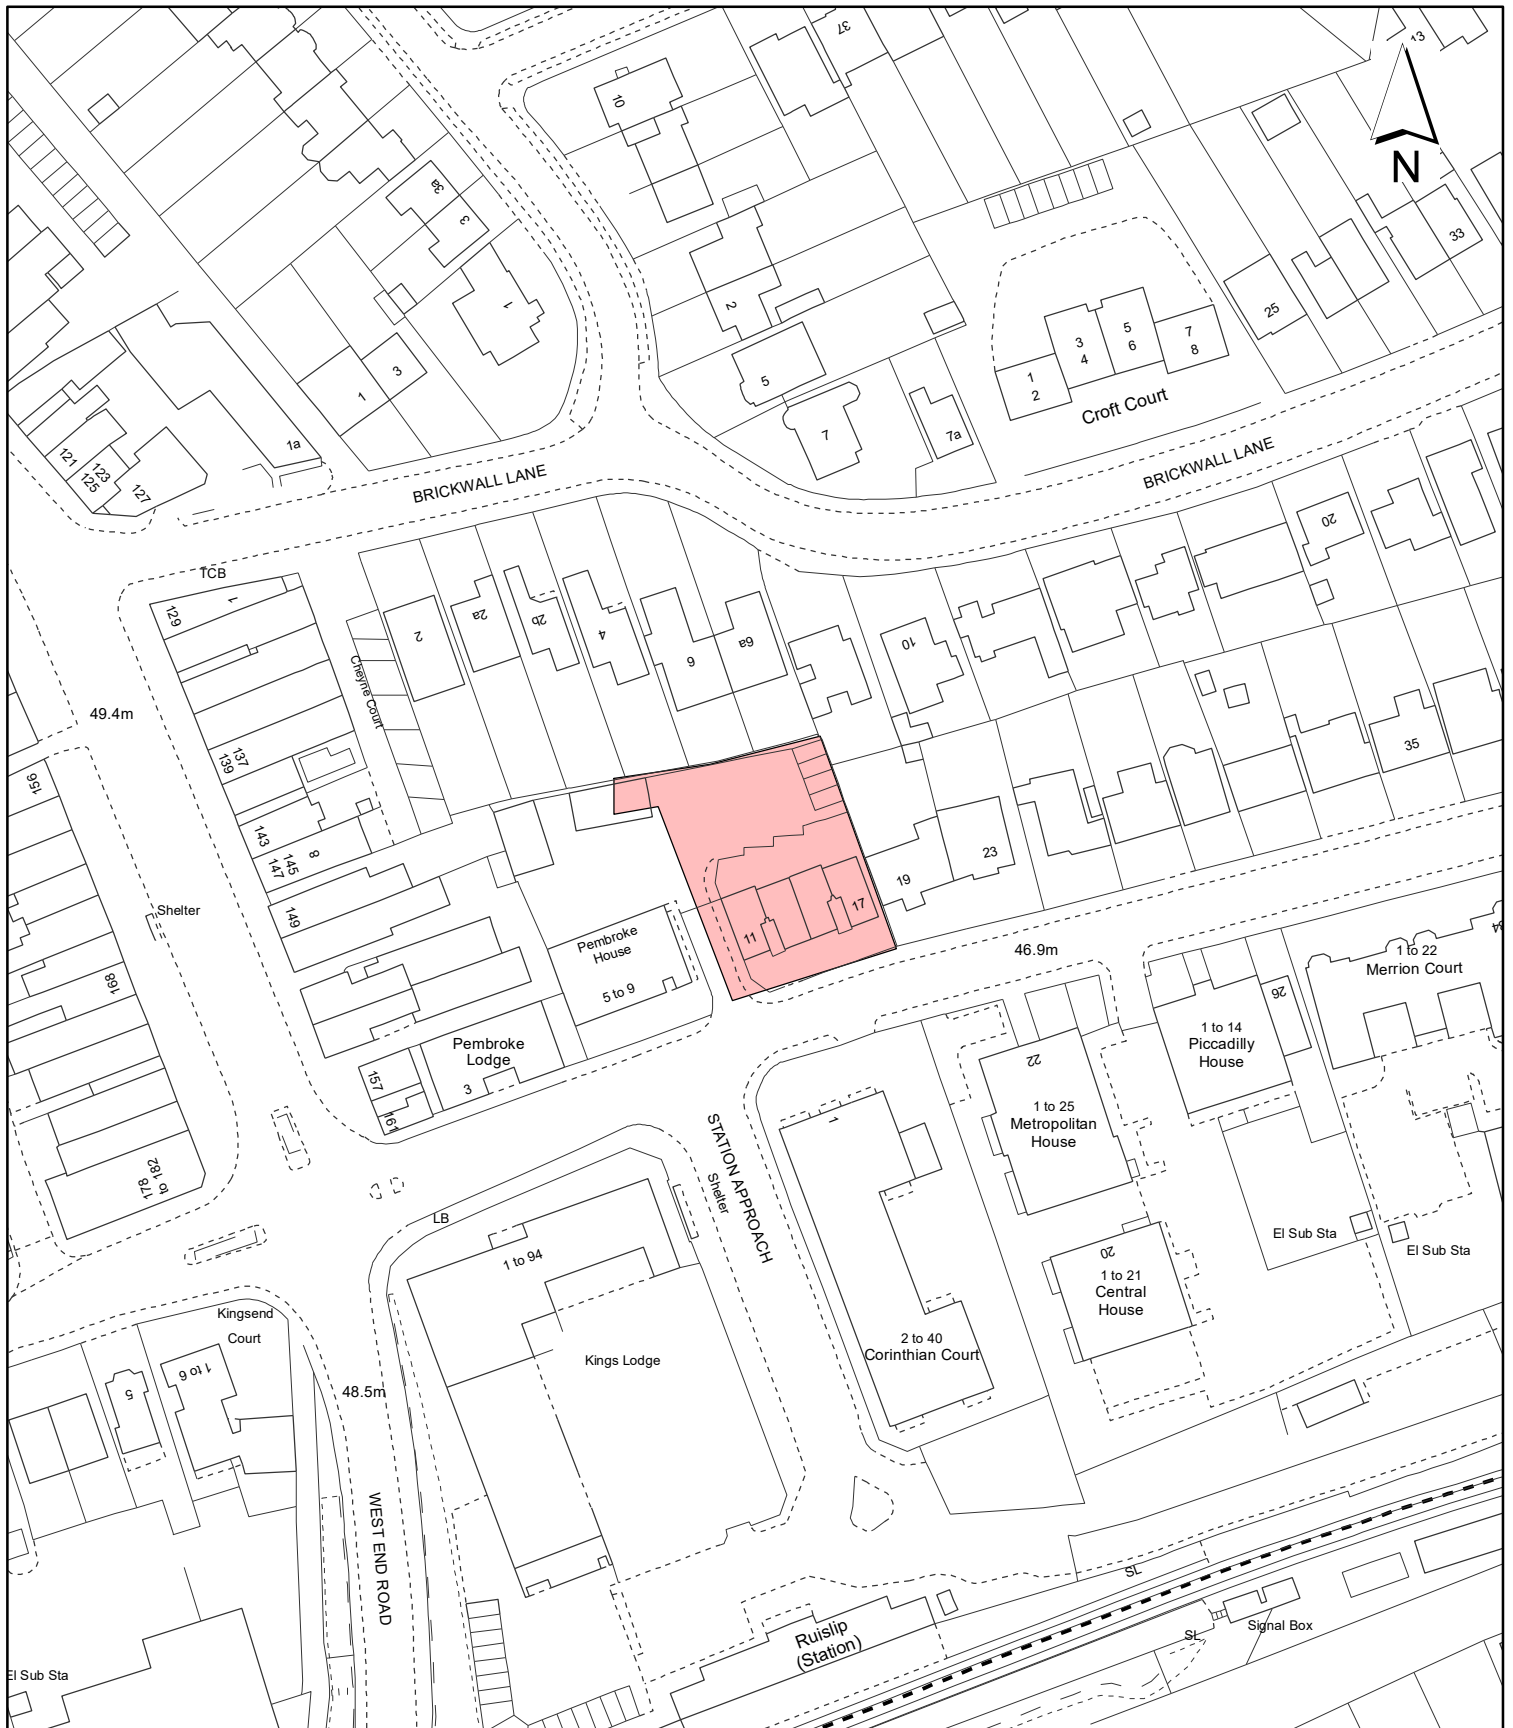 37
13
N
10
3a
3
1
2
33
25
5
6
7
8
3
4
1
2
3
1
5
7
7a
Croft Court
1a
121
123
125
127
BRICKWALL LANE
BRICKWALL LANE
20
TCB
129
1
2
2a
2b
4
6
6a
10
Cheyne Court
49.4m
137
139
35
156
143
145
147
8
149
Shelter
168
23
19
17
11
Pembroke
House
5 to 9
46.9m
1 to 22
Merrion Court
34
26
1 to 14
Piccadilly
House
Pembroke
Lodge
3
157
161
22
1 to 25
Metropolitan
House
1
STATION APPROACH
Shelter
178
to 182
LB
1 to 94
El Sub Sta
El Sub Sta
20
1 to 21
Central
House
Kingsend
Court
1 to 6
5
Kings Lodge
2 to 40
Corinthian Court
48.5m
WEST END ROAD
SL
Signal Box
SL
Ruislip
(Station)
El Sub Sta